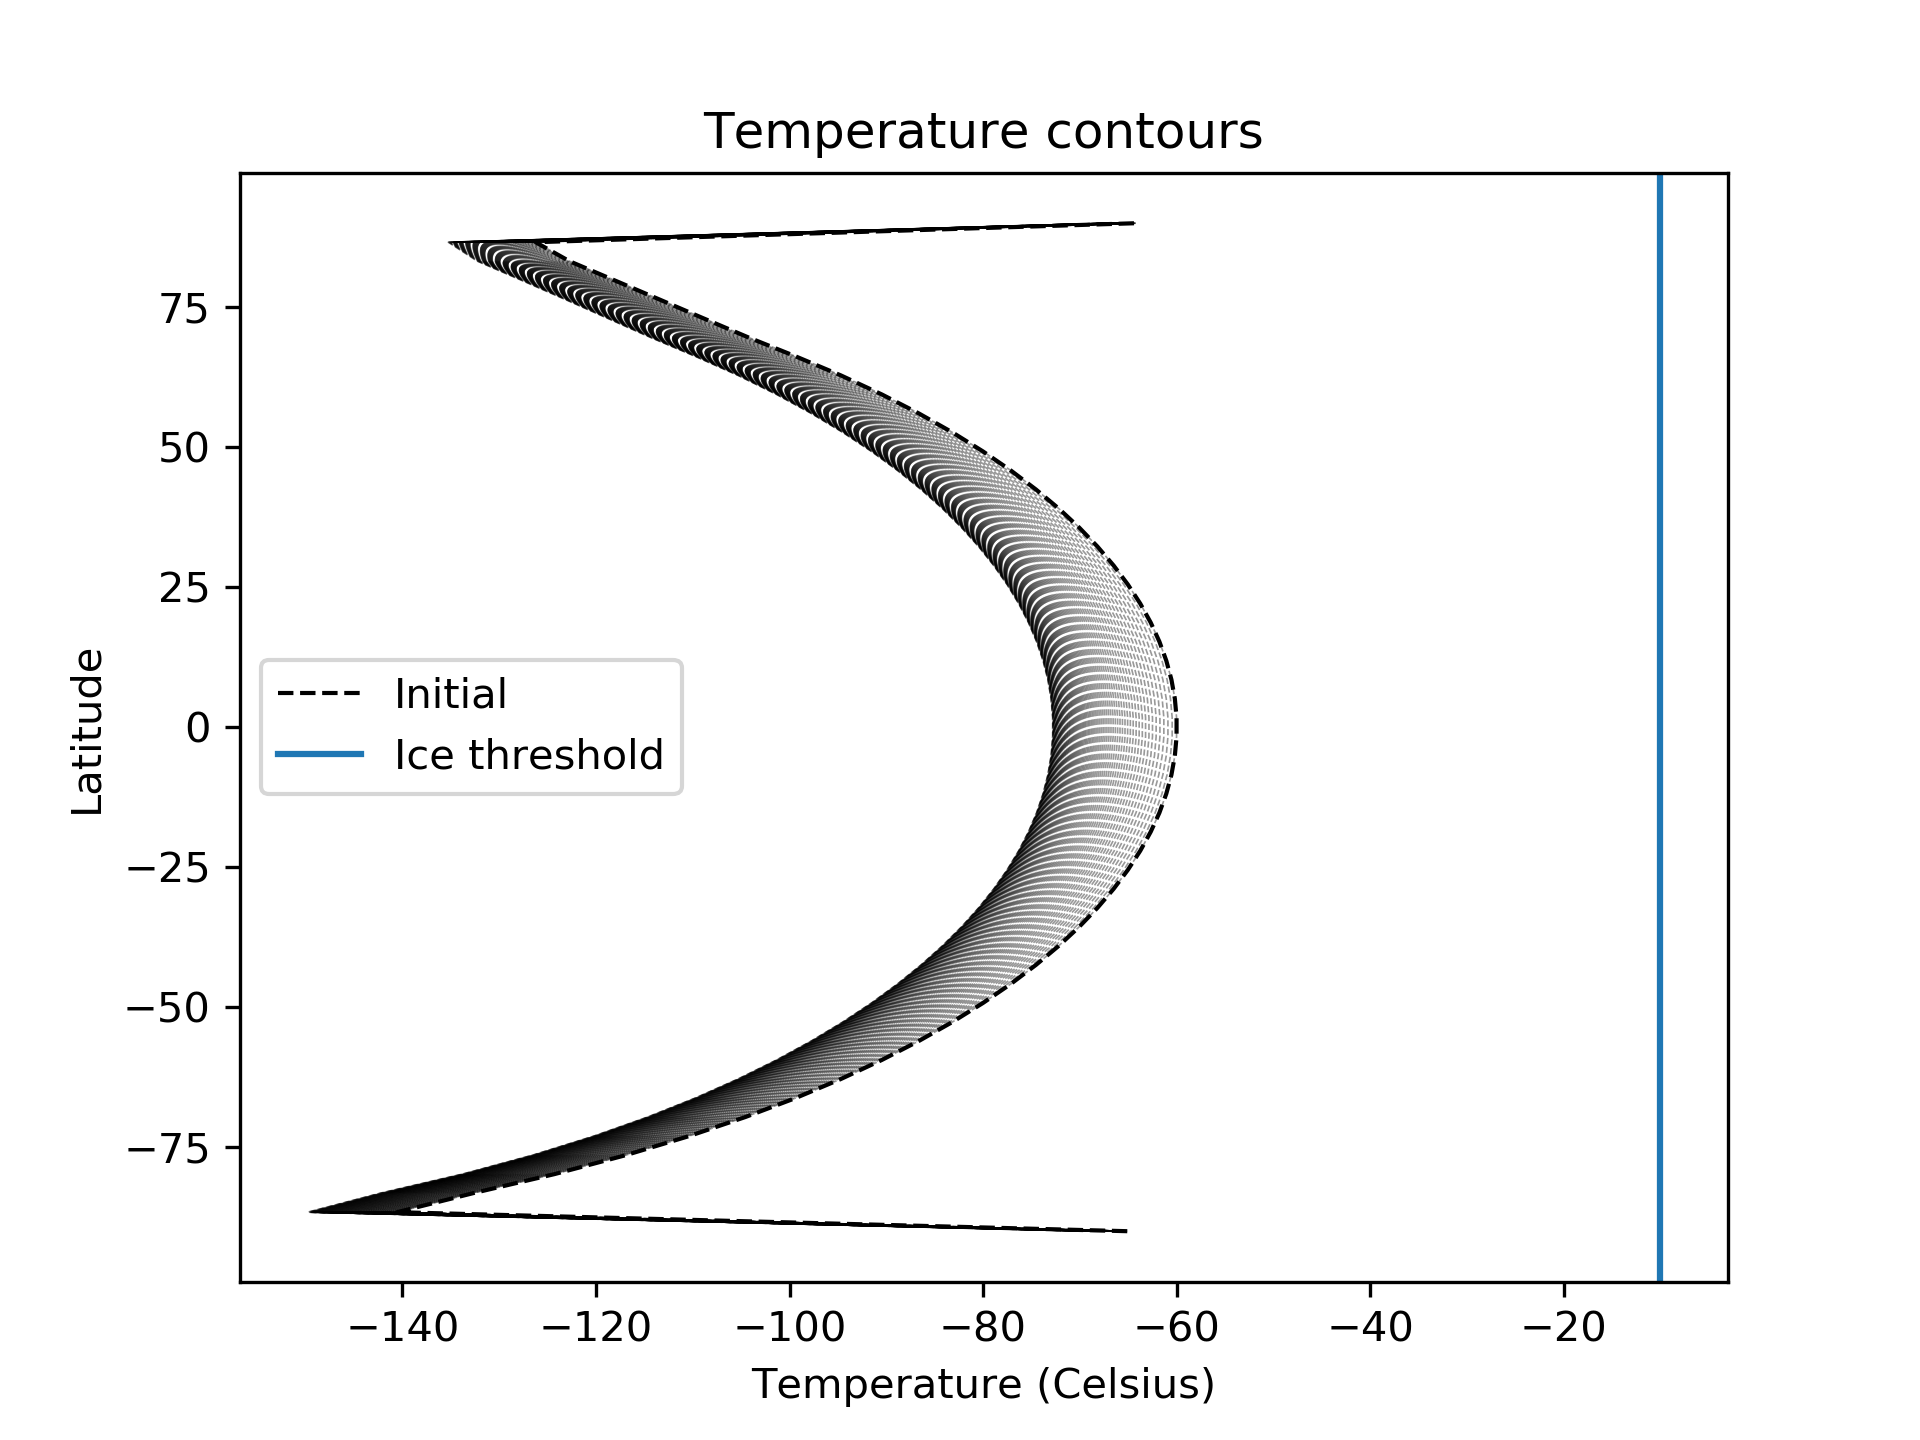 Temperature contours
75
50
25
0
−25
−50
−75
Latitude
Initial
Ice threshold
−140 −120 −100 −80 −60 −40 −20
Temperature (Celsius)